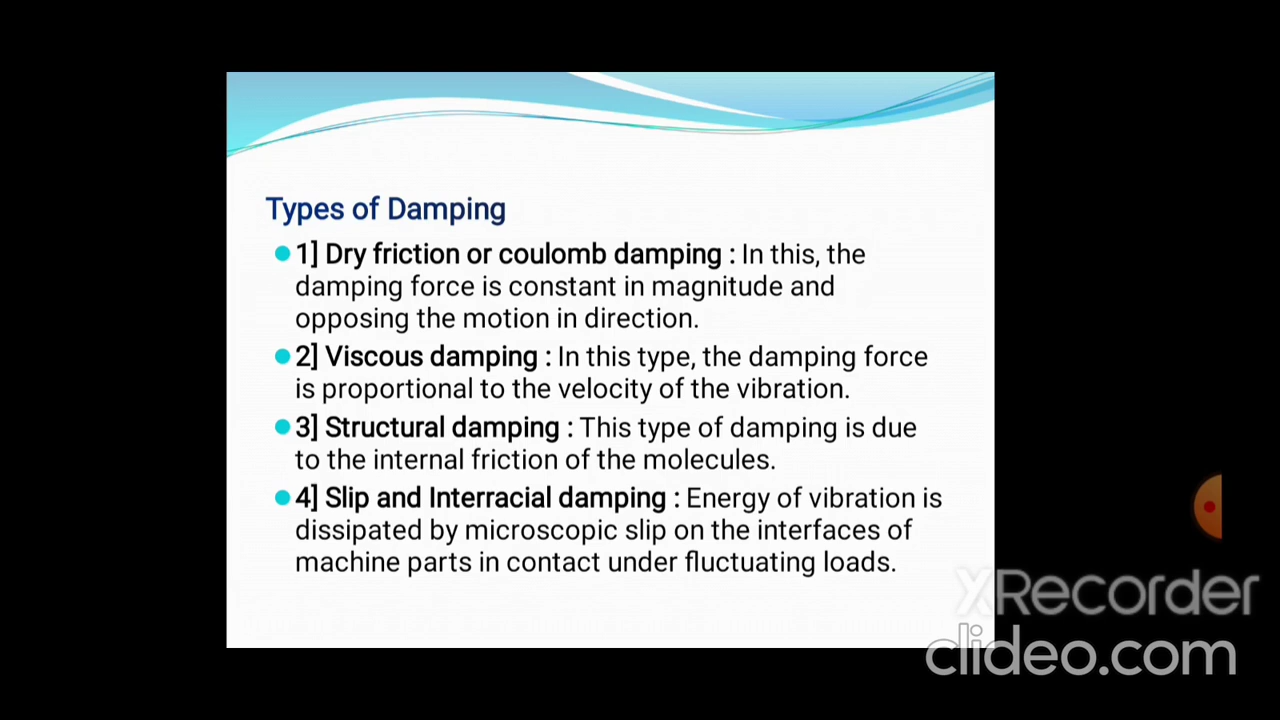 Types of Damping
1] Dry friction or coulomb damping : In this, the
damping force is constant in magnitude and
opposing the motion in direction.
2] Viscous damping : In this type, the damping force
is proportional to the velocity of the vibration.
3] Structural damping : This type of damping is due
to the internal friction of the molecules.
4] Slip and Interracial damping : Energy of vibration is
dissipated by microscopic slip on the interfaces of
machine parts in contact under fluctuating loads.
XRecorder
clideo.com